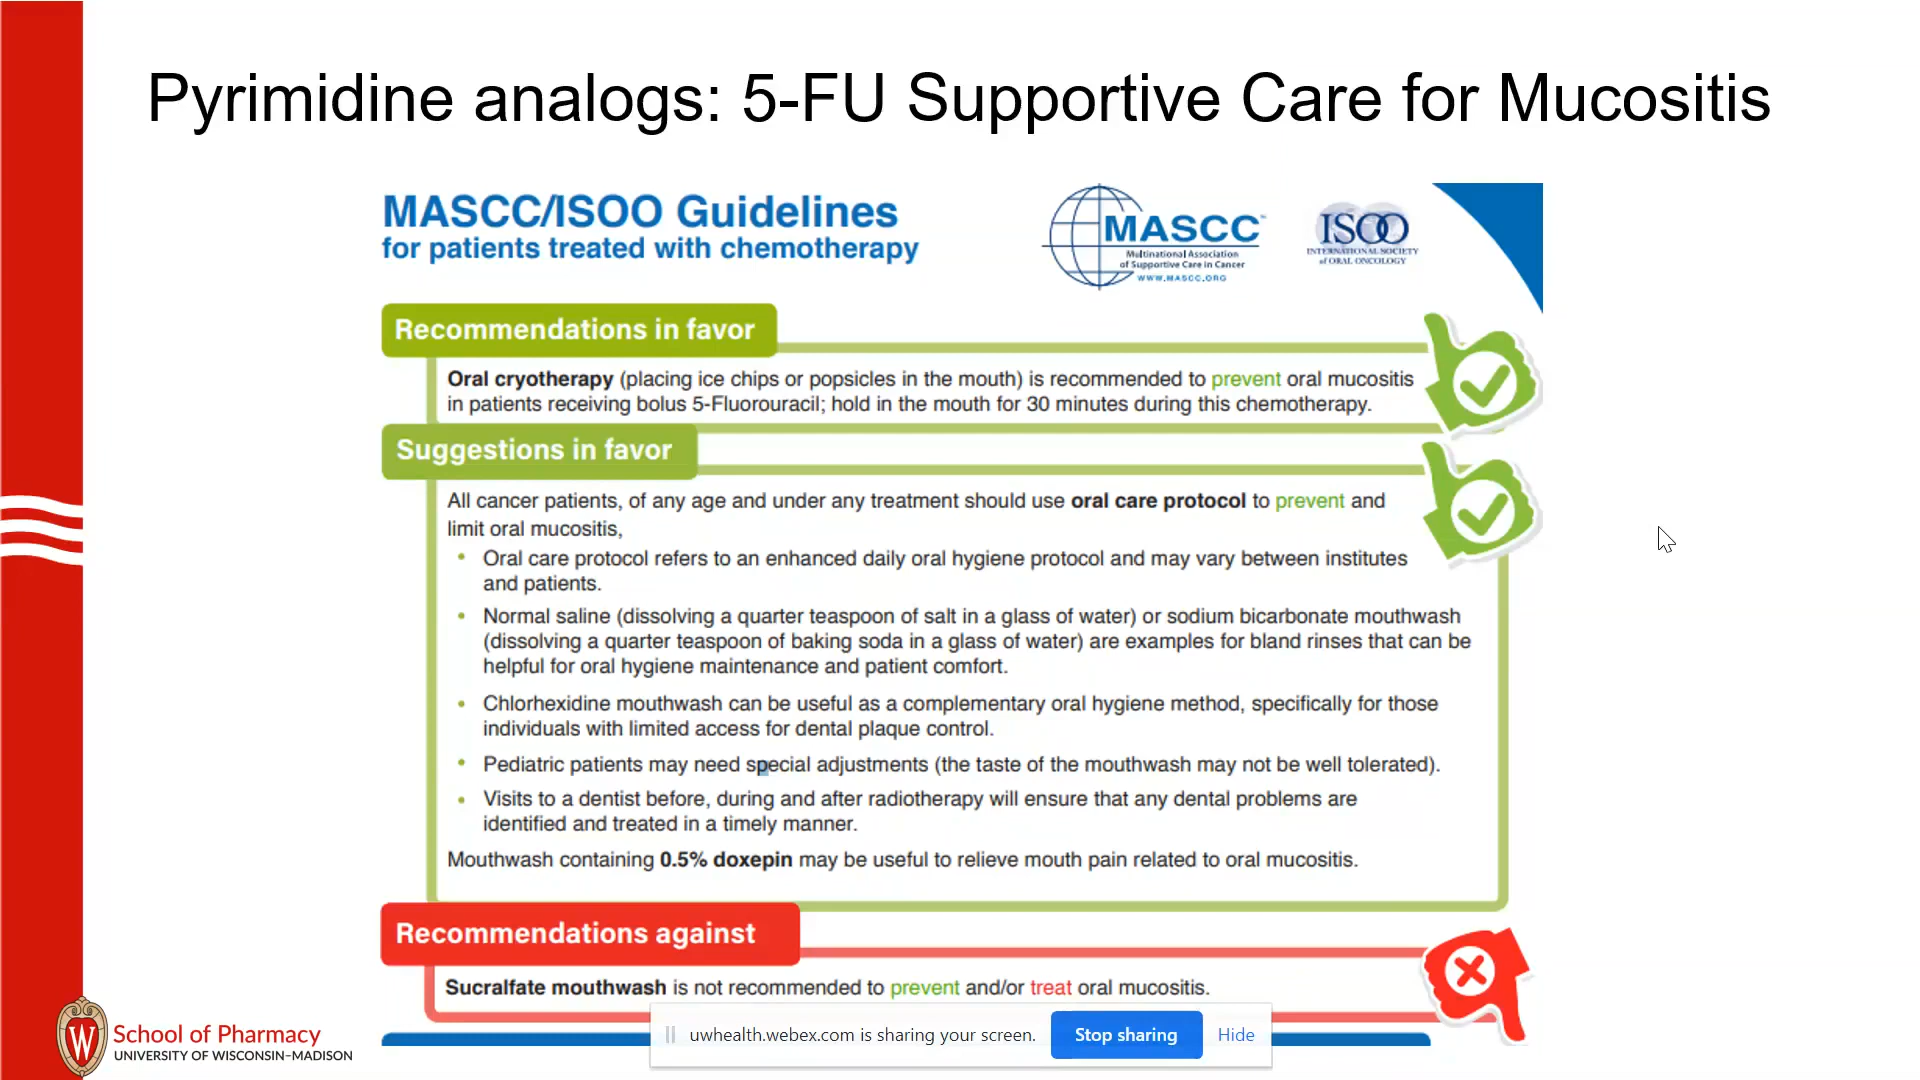 Pyrimidine analogs: 5-FU Supportive Care for Mucositis
MASCC/ISOO Guidelines
for patients treated with chemotherapy
MASCC™
Multinational Association
of Supportive Care in Cancer
WWW.MASCC.ORG
ISOO
INTERNATIONAL SOCIETY
of ORAL ONCOLOGY
Recommendations in favor
Oral cryotherapy (placing ice chips or popsicles in the mouth) is recommended to prevent oral mucositis
in patients receiving bolus 5-Fluorouracil; hold in the mouth for 30 minutes during this chemotherapy.
Suggestions in favor
All cancer patients, of any age and under any treatment should use oral care protocol to prevent and
limit oral mucositis,
• Oral care protocol refers to an enhanced daily oral hygiene protocol and may vary between institutes
and patients.
• Normal saline (dissolving a quarter teaspoon of salt in a glass of water) or sodium bicarbonate mouthwash
(dissolving a quarter teaspoon of baking soda in a glass of water) are examples for bland rinses that can be
helpful for oral hygiene maintenance and patient comfort.
• Chlorhexidine mouthwash can be useful as a complementary oral hygiene method, specifically for those
individuals with limited access for dental plaque control.
• Pediatric patients may need special adjustments (the taste of the mouthwash may not be well tolerated).
• Visits to a dentist before, during and after radiotherapy will ensure that any dental problems are
identified and treated in a timely manner.
Mouthwash containing 0.5% doxepin may be useful to relieve mouth pain related to oral mucositis.
Recommendations against
Sucralfate mouthwash is not recommended to prevent and/or treat oral mucositis.
W
School of Pharmacy
UNIVERSITY OF WISCONSIN–MADISON
uwhealth.webex.com is sharing your screen.
Stop sharing
Hide